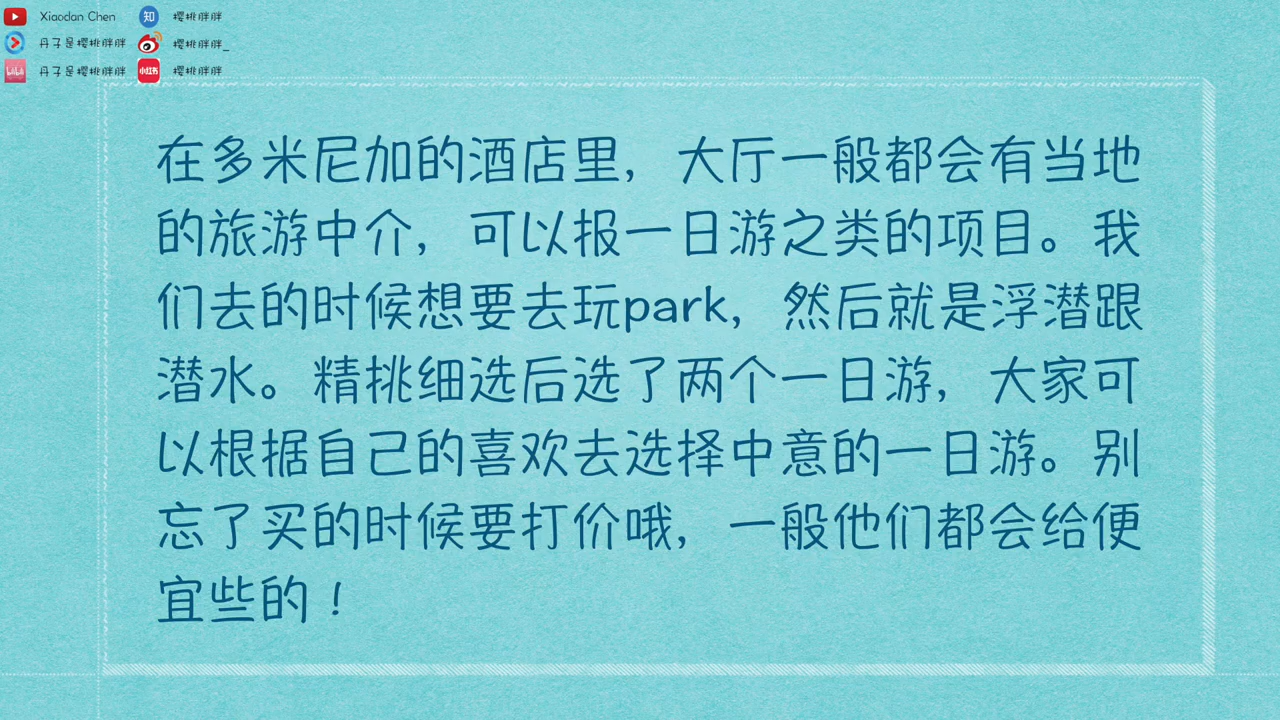 Xiaodan Chen
知 樱桃胖胖
丹子是樱桃胖胖
樱桃胖胖_
丹子是樱桃胖胖
小红书 樱桃胖胖
在多米尼加的酒店里，大厅一般都会有当地
的旅游中介，可以报一日游之类的项目。我
们去的时候想要去玩park，然后就是浮潜跟
潜水。精挑细选后选了两个一日游，大家可
以根据自己的喜欢去选择中意的一日游。别
忘了买的时候要打价哦，一般他们都会给便
宜些的！